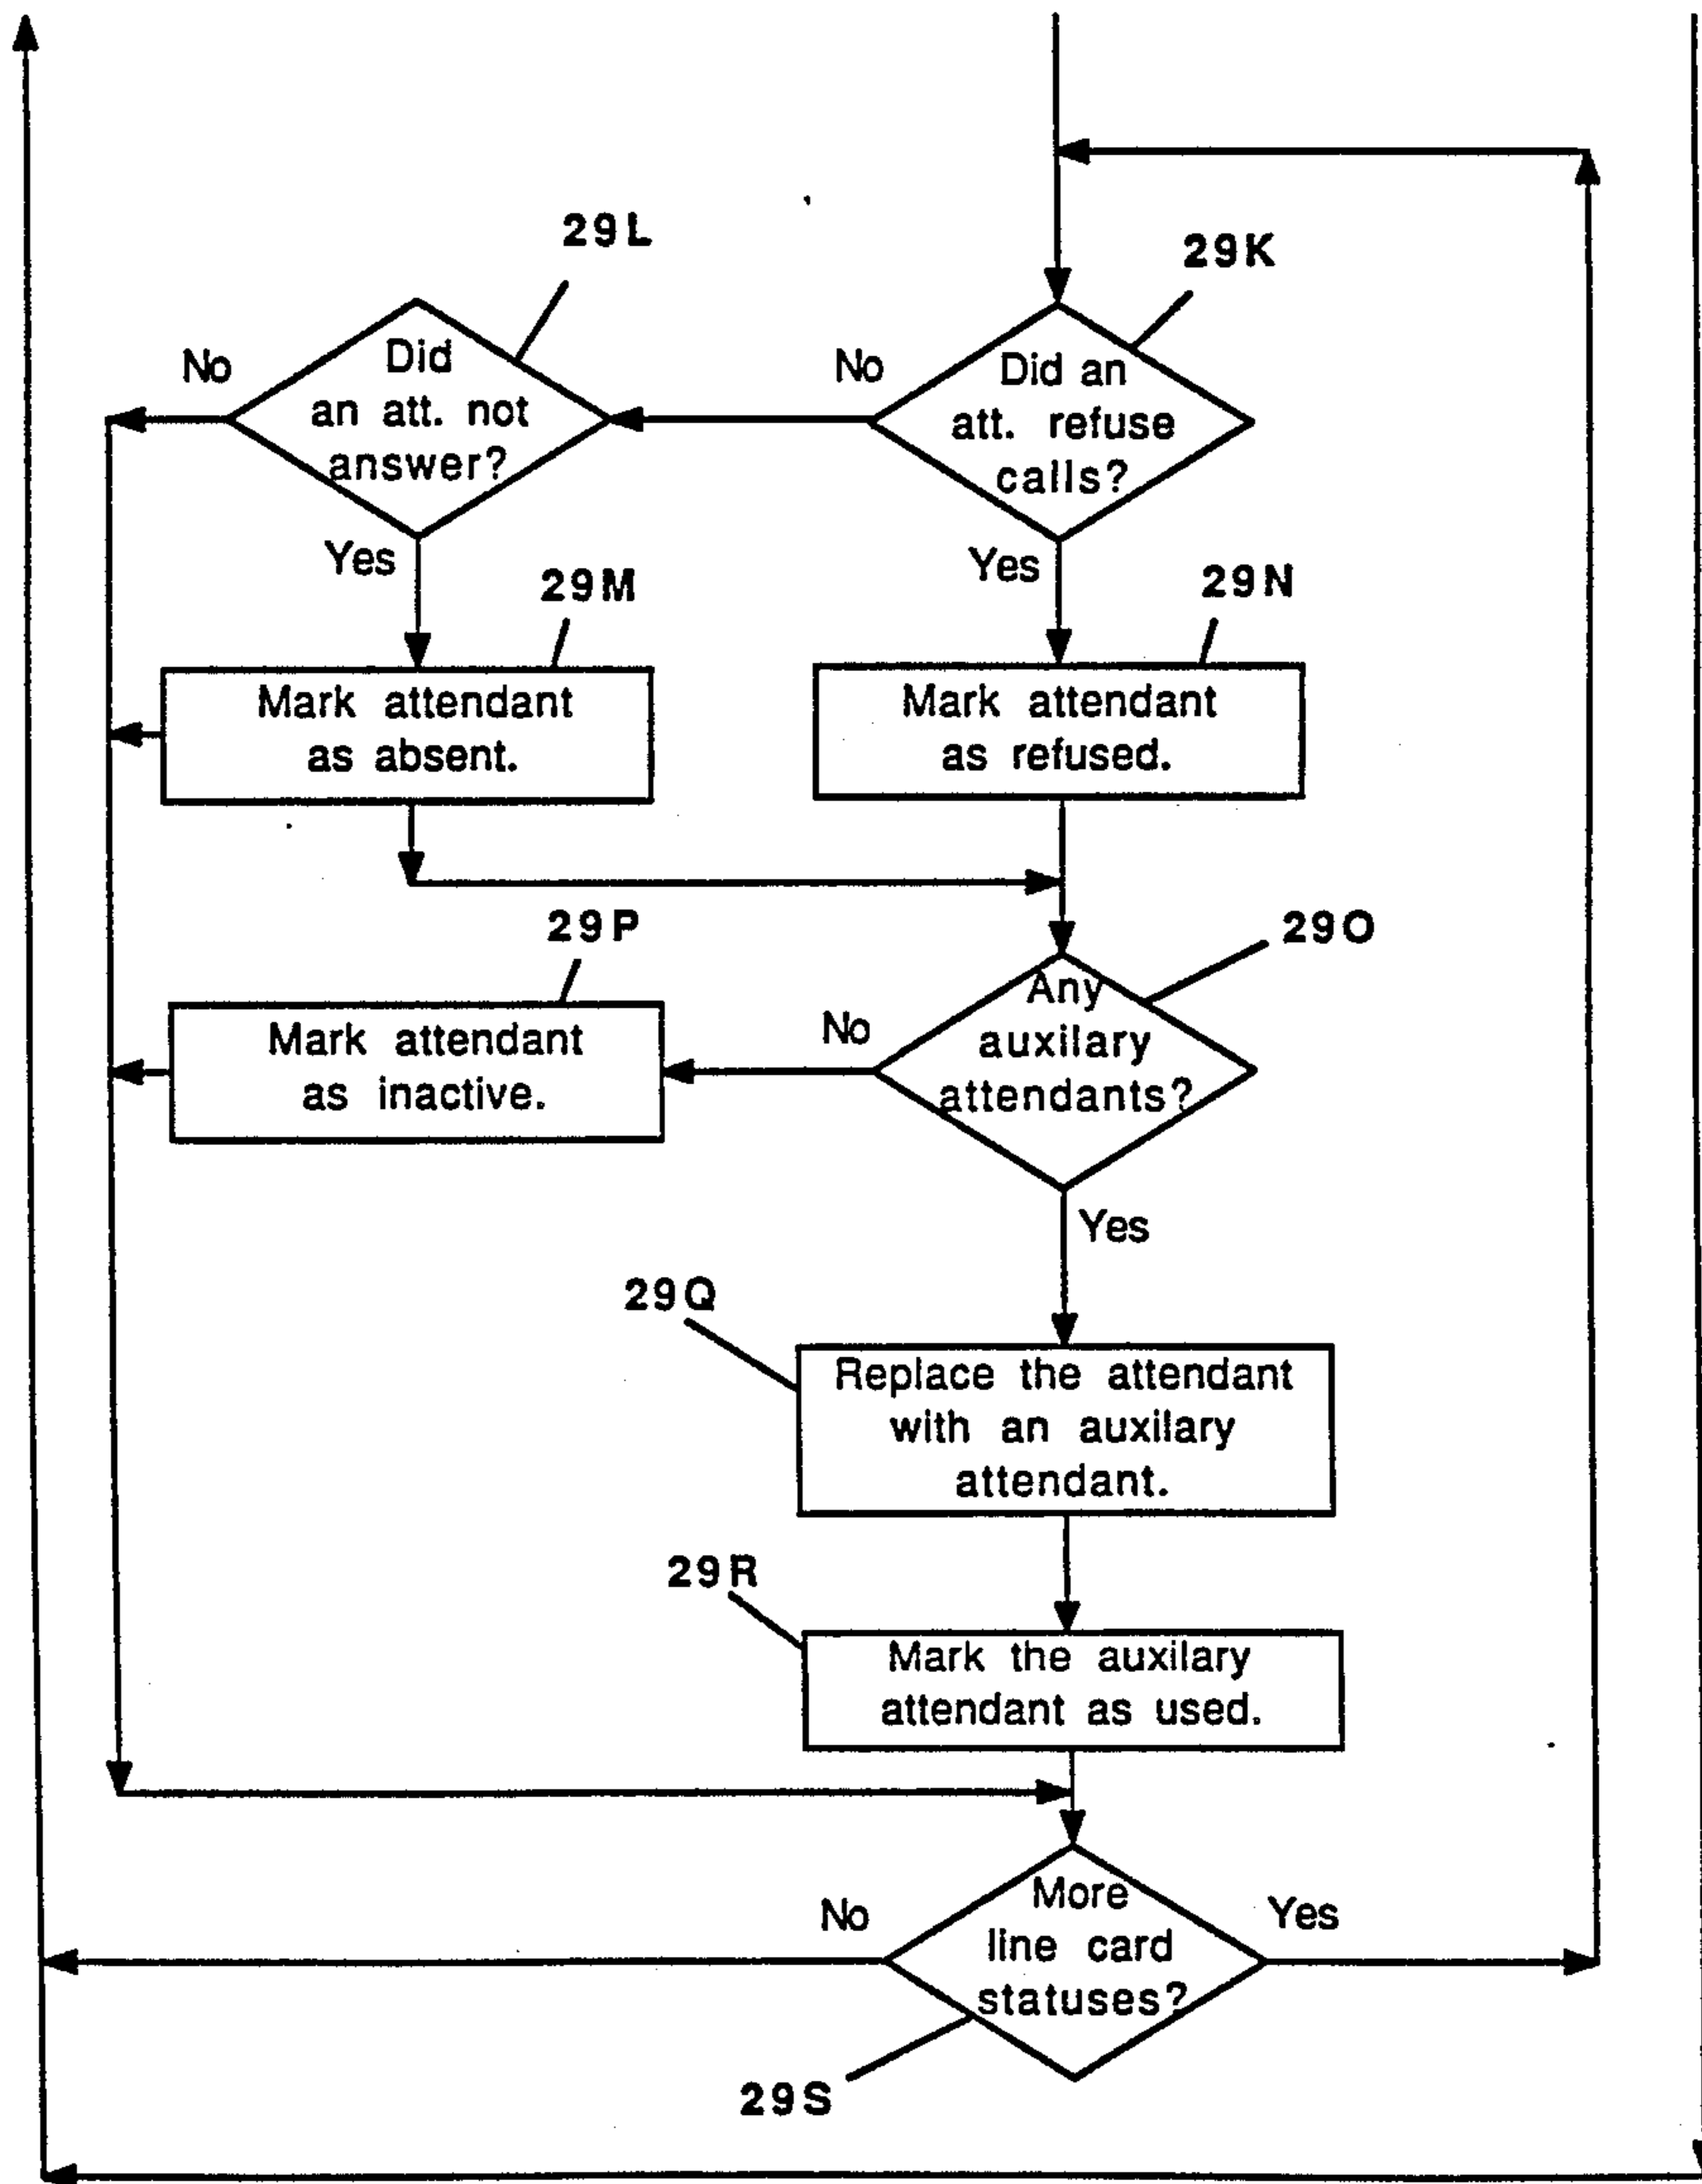 29L
29K
No
Did
an att. not
answer?
No
Did an
att. refuse
calls?
Yes
29M
Yes
29N
Mark attendant
as absent.
Mark attendant
as refused.
29P
29O
Mark attendant
as inactive.
No
Any
auxilary
attendants?
Yes
29Q
Replace the attendant
with an auxilary
attendant.
29R
Mark the auxilary
attendant as used.
No
More
line card
statuses?
Yes
29S